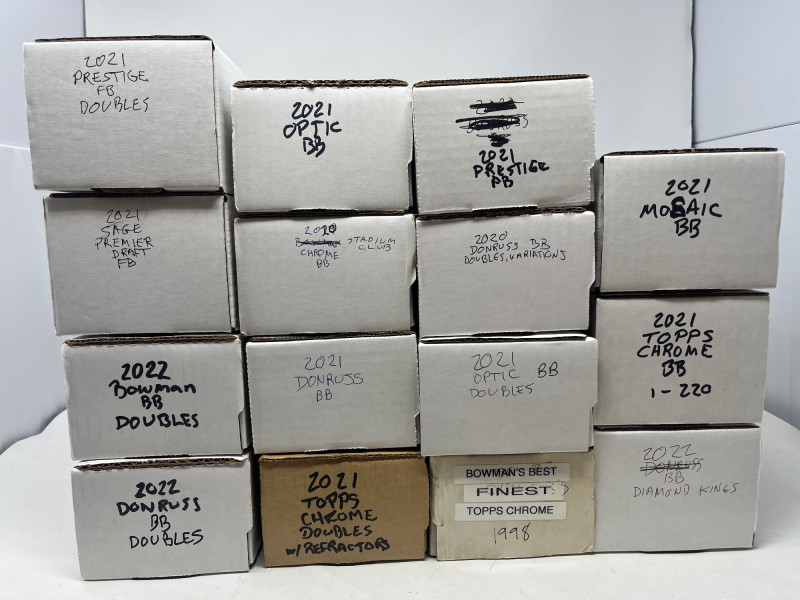 2021
PRESTIGE
FB
DOUBLES
2021
SAGE
PREMIER
DRAFT
FB
2022
BOWMAN
BB
DOUBLES
2022
DONRUSS
BB
DOUBLES
2021
OPTIC
BB
2020
STADIUM
CLUB
CHROME
BB
2021
DONRUSS
BB
2021
TOPPS
CHROME
DOUBLES
W/REFRACTORS
2021
PRESTIGE
FB
2020
DONRUSS BB
DOUBLES, VARIATIONS
2021
OPTIC BB
DOUBLES
BOWMAN'S BEST
FINEST
TOPPS CHROME
1998
2021
MOSAIC
BB
2021
TOPPS
CHROME
BB
1-220
2022
DONRUSS
BB
DIAMOND KINGS